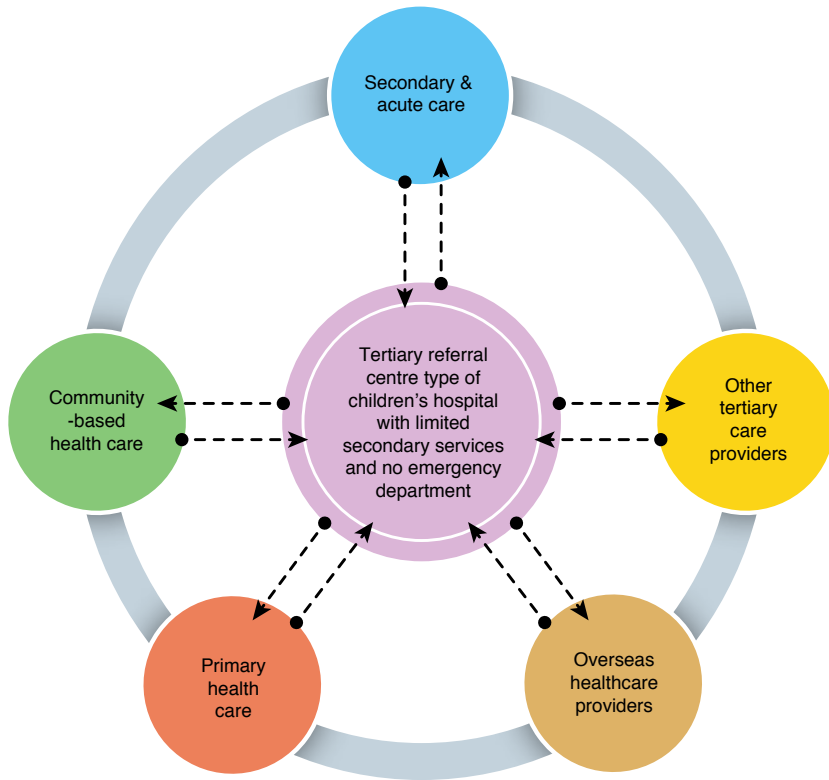 Secondary &
acute care
Community
-based
health care
Tertiary referral
centre type of
children’s hospital
with limited
secondary services
and no emergency
department
Other
tertiary
care
providers
Primary
health
care
Overseas
healthcare
providers